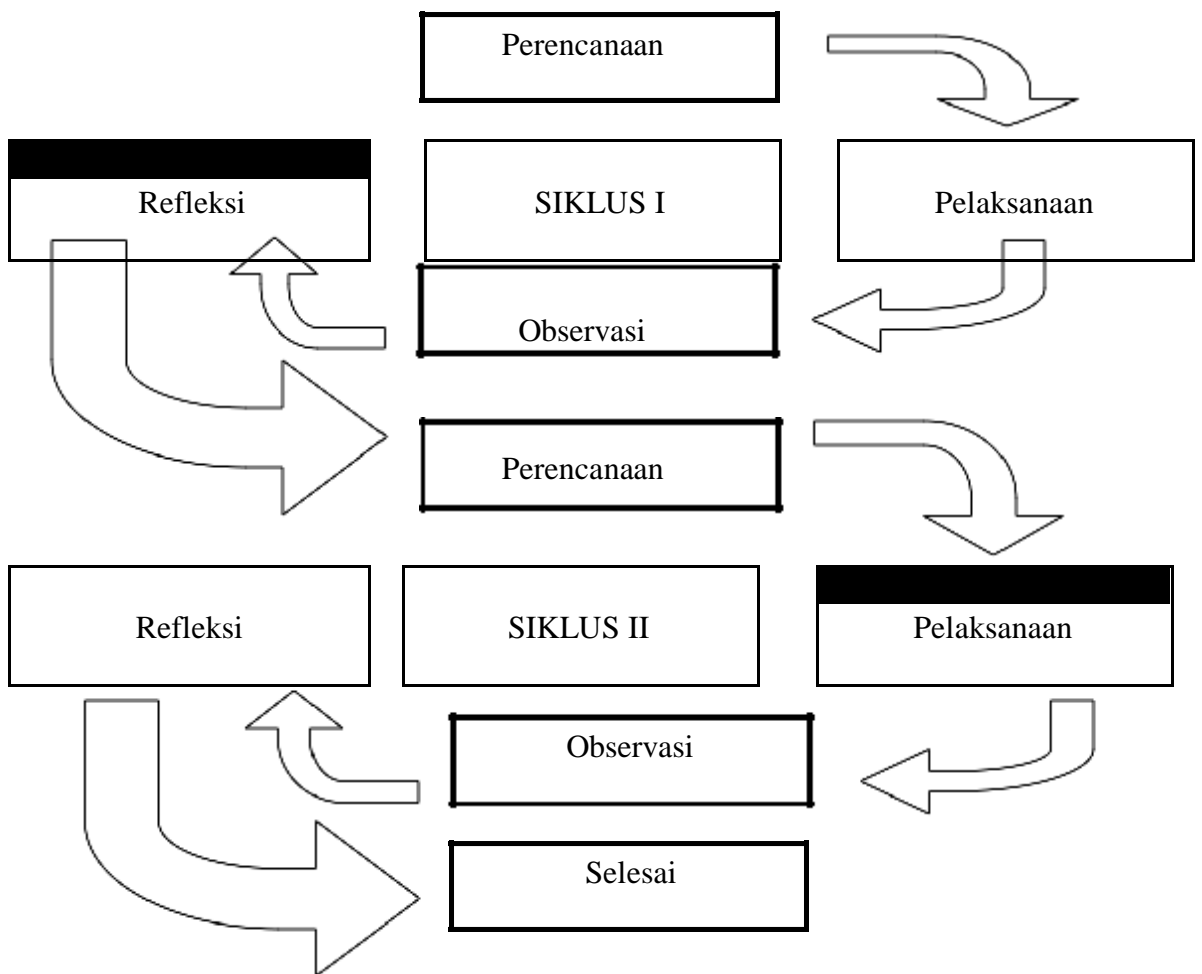 Perencanaan
Refleksi
SIKLUS I
Pelaksanaan
Observasi
Perencanaan
Refleksi
SIKLUS II
Pelaksanaan
Observasi
Selesai